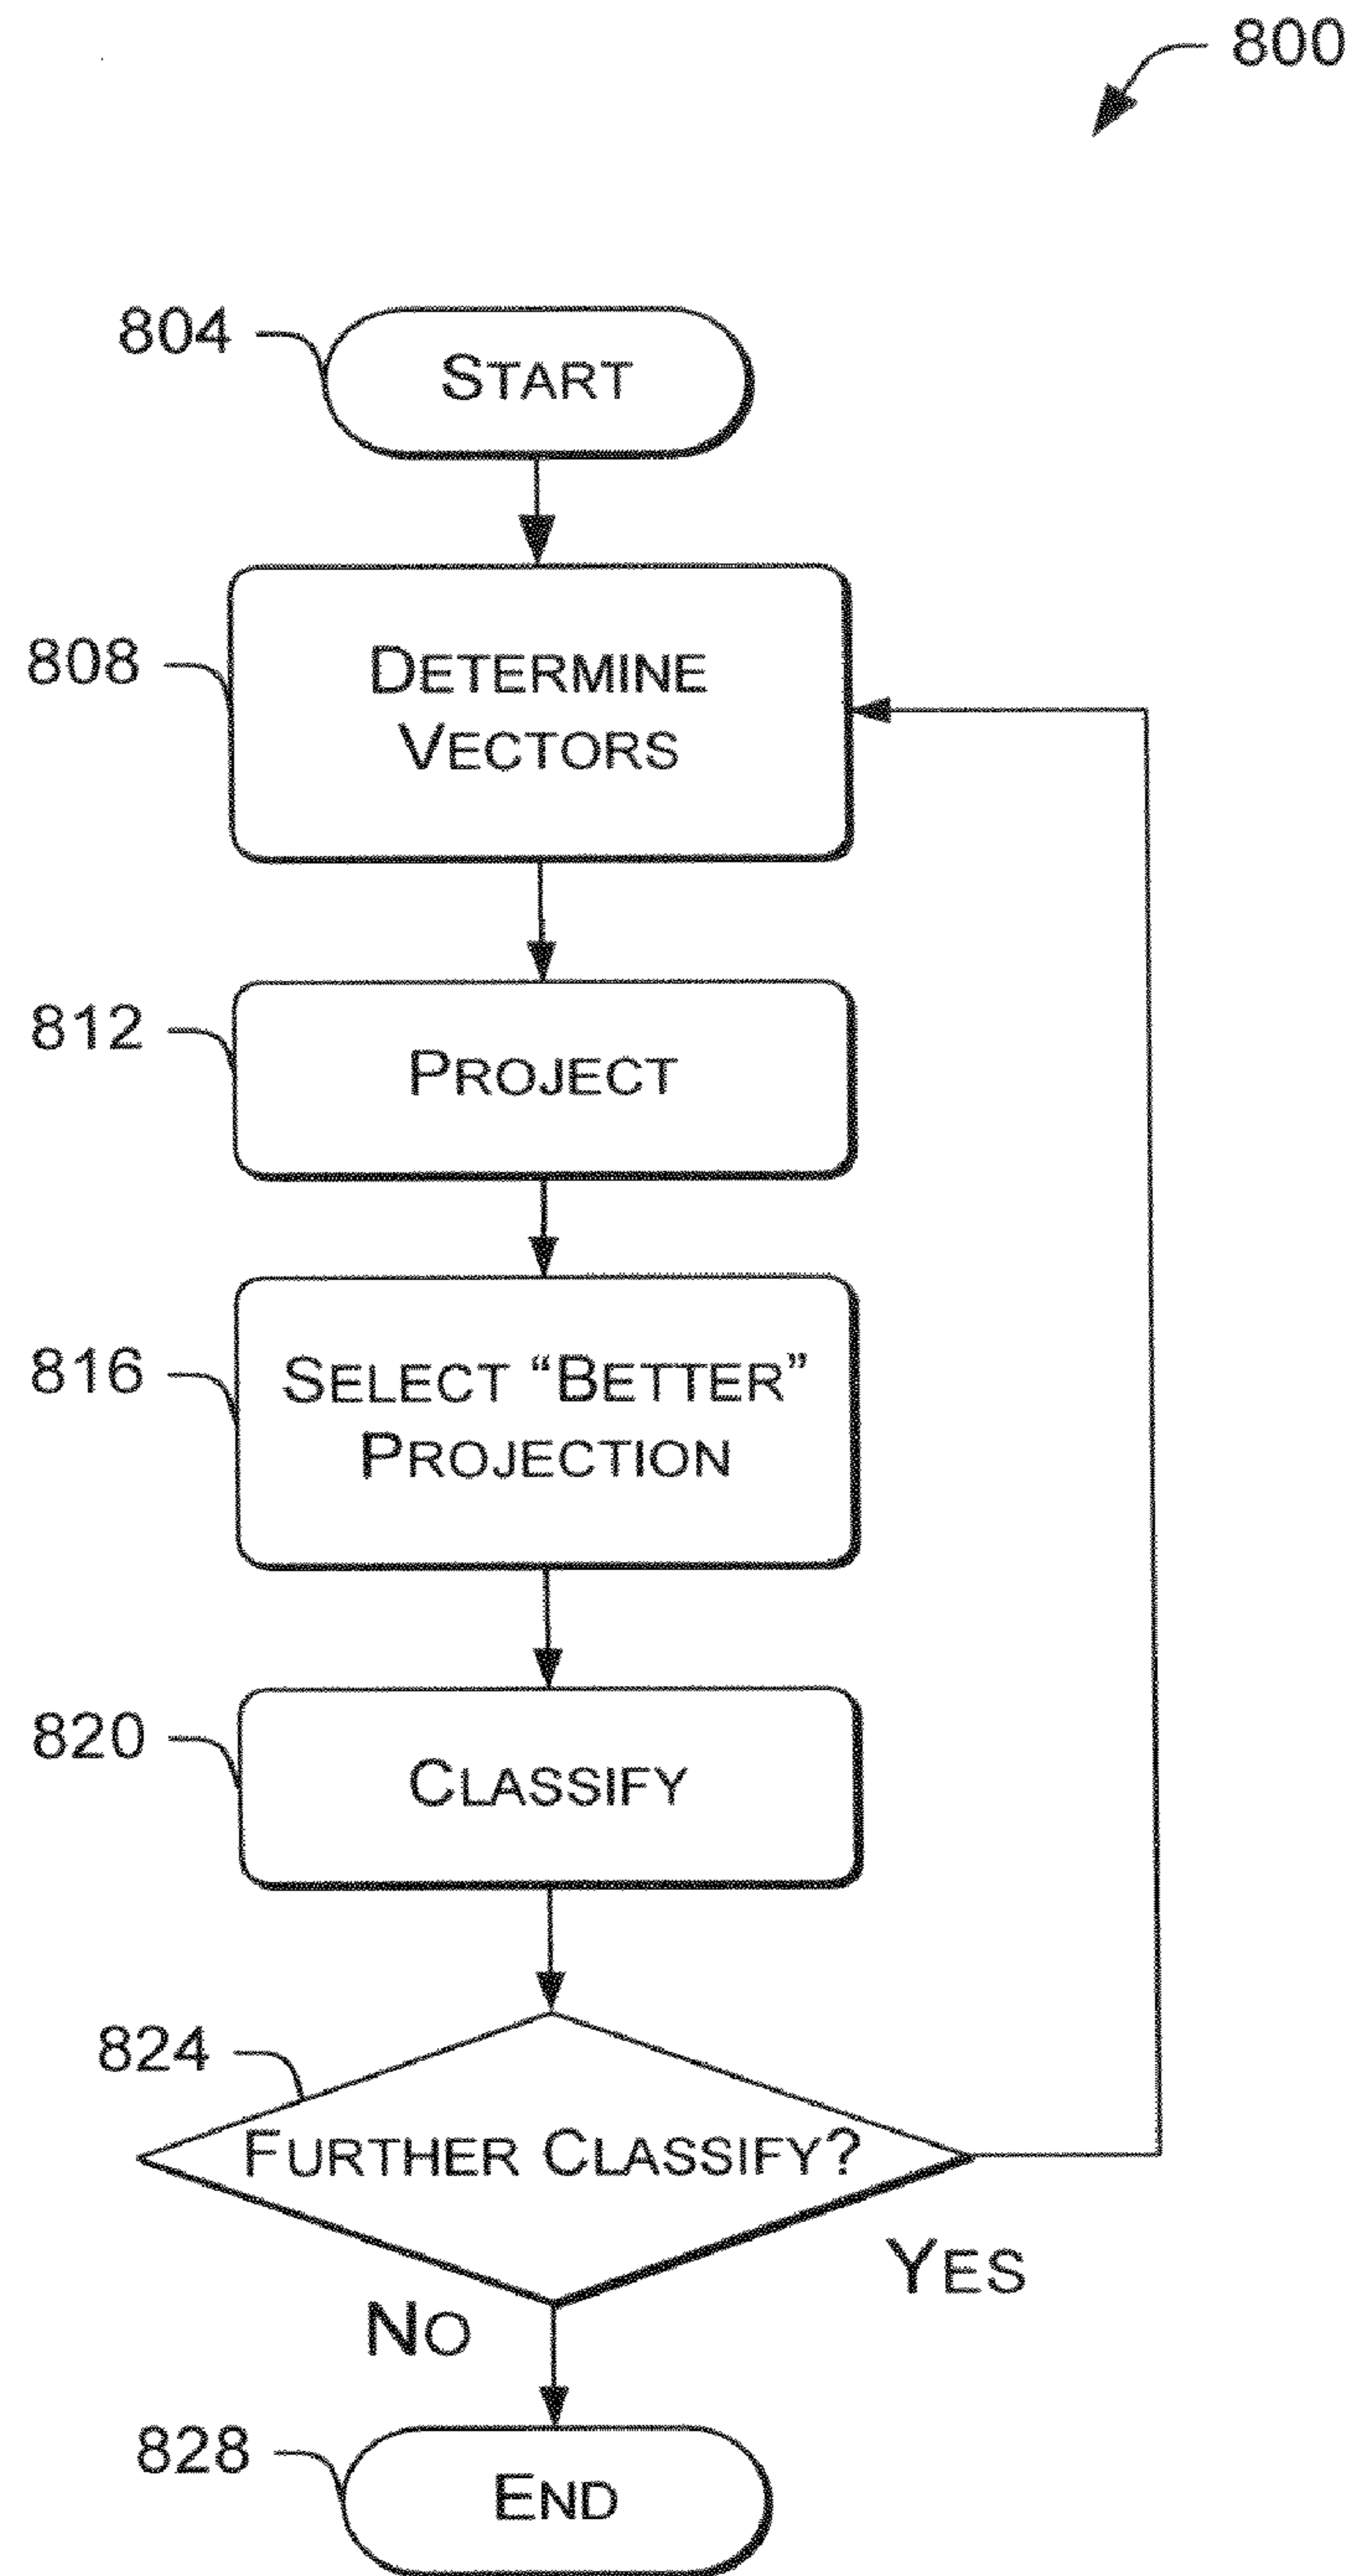 800
804
START
808
DETERMINE
VECTORS
812
PROJECT
816
SELECT “BETTER”
PROJECTION
820
CLASSIFY
824
FURTHER CLASSIFY?
YES
NO
828
END